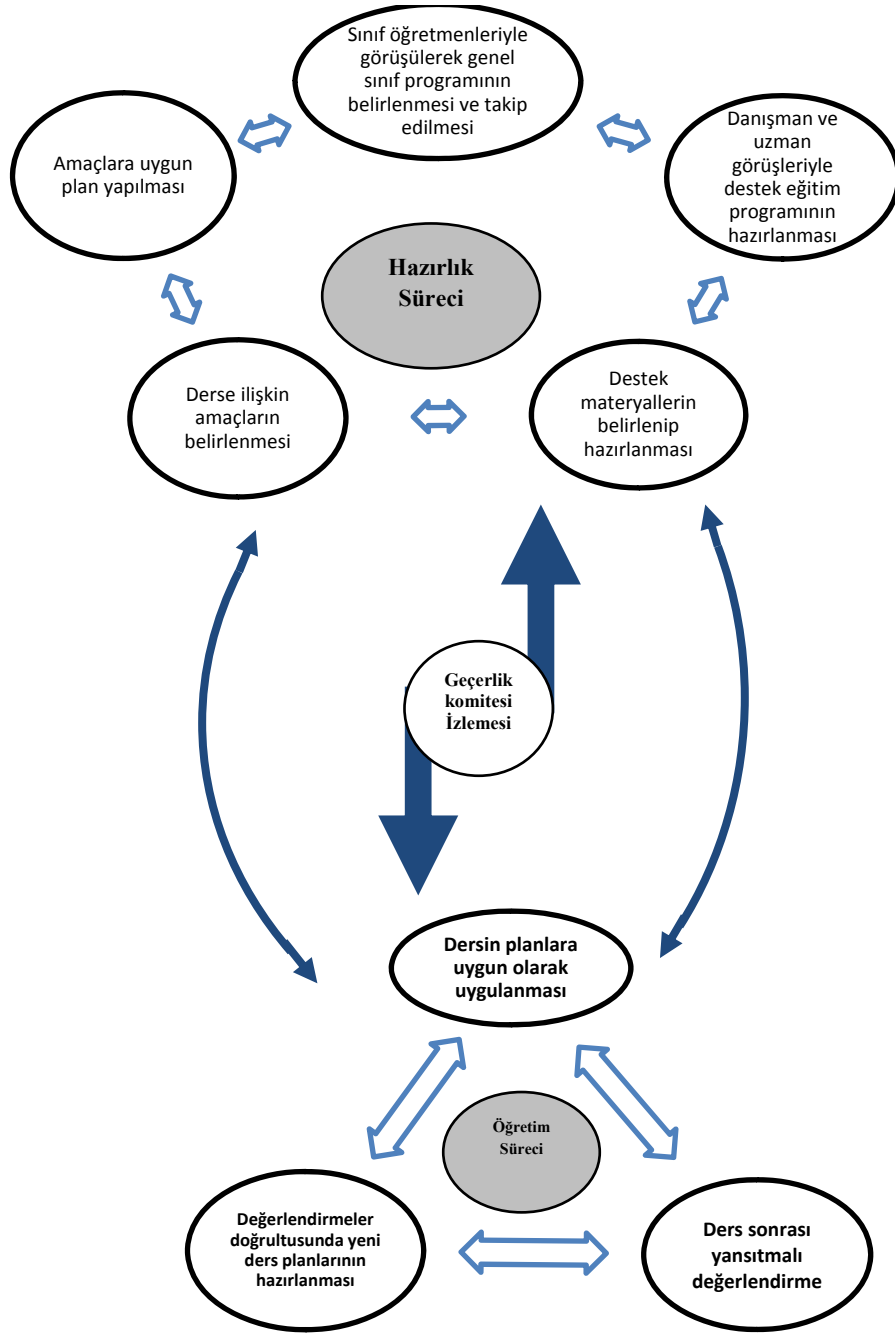 Sınıf öğretmenleriyle
görüşülerek genel
sınıf programının
belirlenmesi ve takip
edilmesi
Amaçlara uygun
plan yapılması
Danışman ve
uzman
görüşleriyle
destek eğitim
programının
hazırlanması
Hazırlık
Süreci
Derse ilişkin
amaçların
belirlenmesi
Destek
materyallerin
belirlenip
hazırlanması
Geçerlik
komitesi
İzlemesi
Dersin planlara
uygun olarak
uygulanması
Öğretim
Süreci
Değerlendirmeler
doğrultusunda yeni
ders planlarının
hazırlanması
Ders sonrası
yansıtmalı
değerlendirme